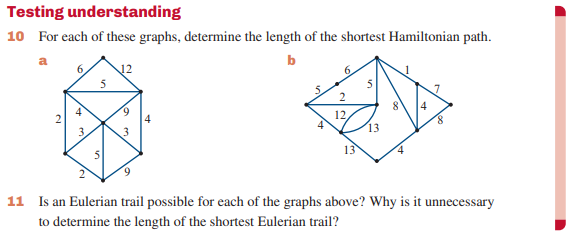 Testing understanding
10 For each of these graphs, determine the length of the shortest Hamiltonian path.
a b
6 12
5
4 9
2 4
3 3
5
2 9
6 1
5 5 7
2
8 4
12 8
4 13
13 4
11 Is an Eulerian trail possible for each of the graphs above? Why is it unnecessary
to determine the length of the shortest Eulerian trail?